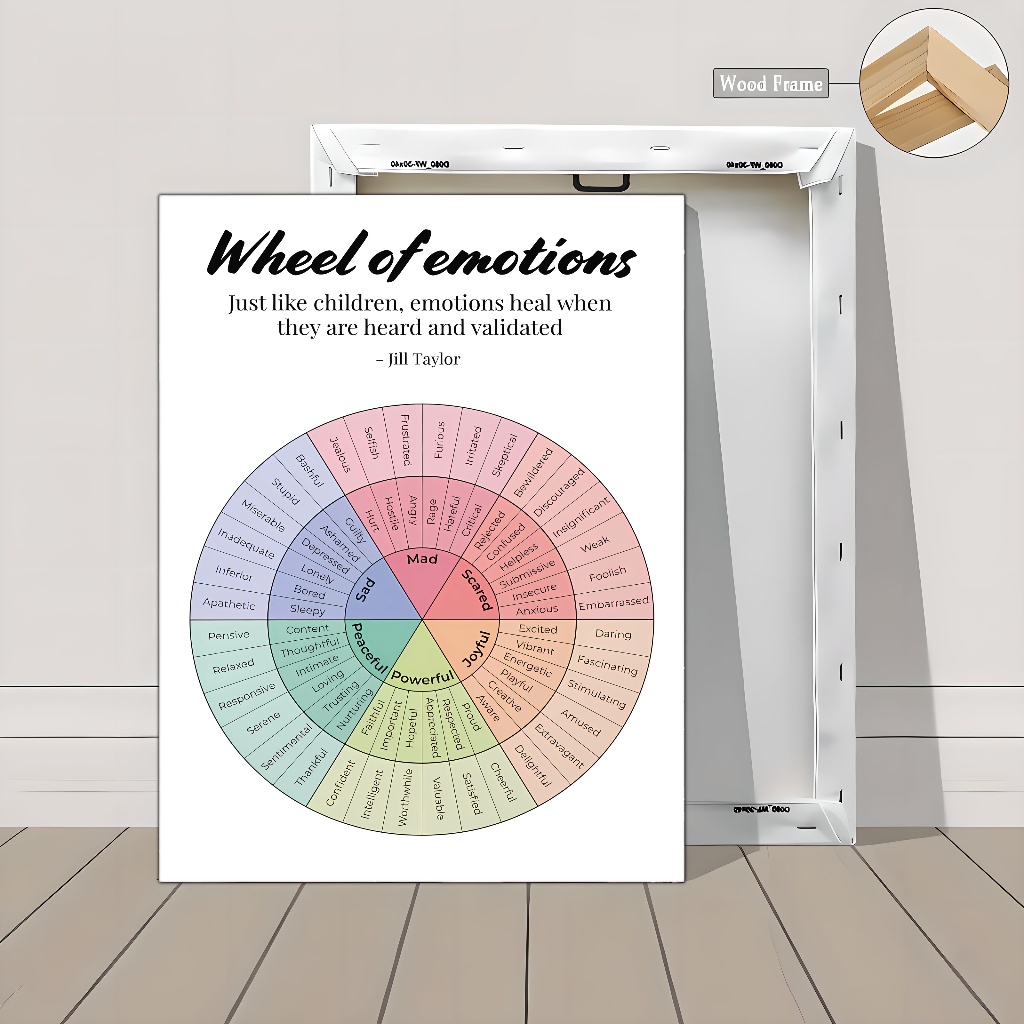 Wood Frame
Wheel of emotions
Just like children, emotions heal when
they are heard and validated
– Jill Taylor
Mad
Scared
Joyful
Powerful
Peaceful
Sad
Hurt
Hostile
Angry
Rage
Hateful
Critical
Rejected
Confused
Helpless
Submissive
Insecure
Anxious
Excited
Vibrant
Energetic
Playful
Creative
Aware
Proud
Respected
Appreciated
Hopeful
Important
Faithful
Nurturing
Trusting
Loving
Intimate
Thoughtful
Content
Sleepy
Bored
Lonely
Depressed
Ashamed
Guilty
Jealous
Selfish
Frustrated
Furious
Irritated
Skeptical
Bewildered
Discouraged
Insignificant
Weak
Foolish
Embarrassed
Daring
Fascinating
Stimulating
Amused
Extravagant
Delightful
Cheerful
Satisfied
Valuable
Worthwhile
Intelligent
Confident
Thankful
Sentimental
Serene
Responsive
Relaxed
Pensive
Apathetic
Inferior
Inadequate
Miserable
Stupid
Bashful